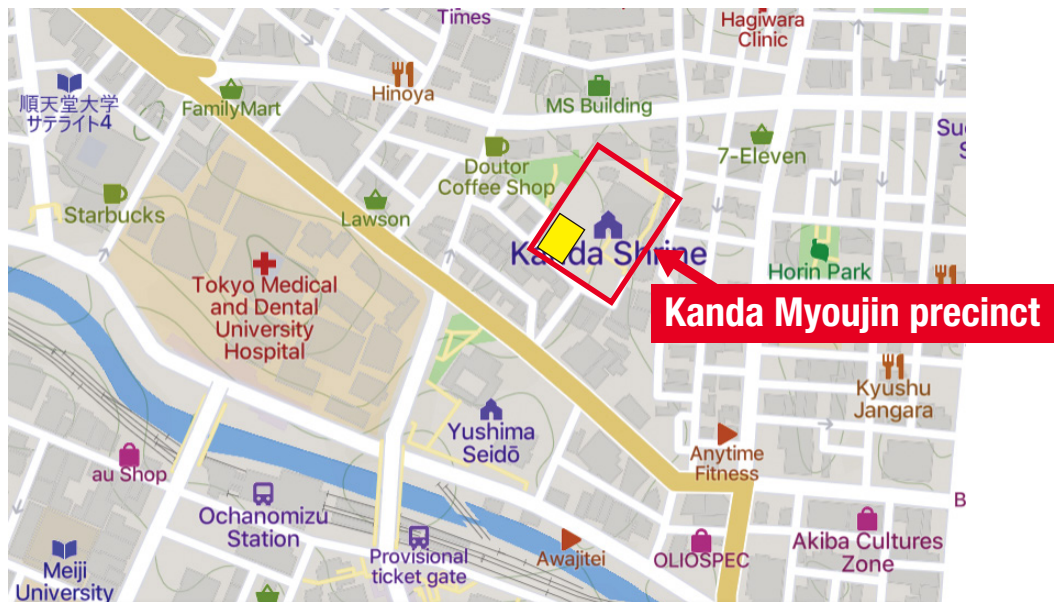 Times
Hagiwara
Clinic
Hinoya
順天堂大学
サテライト4
FamilyMart
MS Building
Su
S
7-Eleven
Doutor
Coffee Shop
Starbucks
Lawson
Kanda Shrine
Horin Park
Tokyo Medical
and Dental
University
Hospital
Kanda Myoujin precinct
Kyushu
Jangara
Yushima
Seidō
Anytime
Fitness
au Shop
B
Ochanomizu
Station
Akiba Cultures
Zone
Provisional
ticket gate
Awajitei
OLIOSPEC
Meiji
University